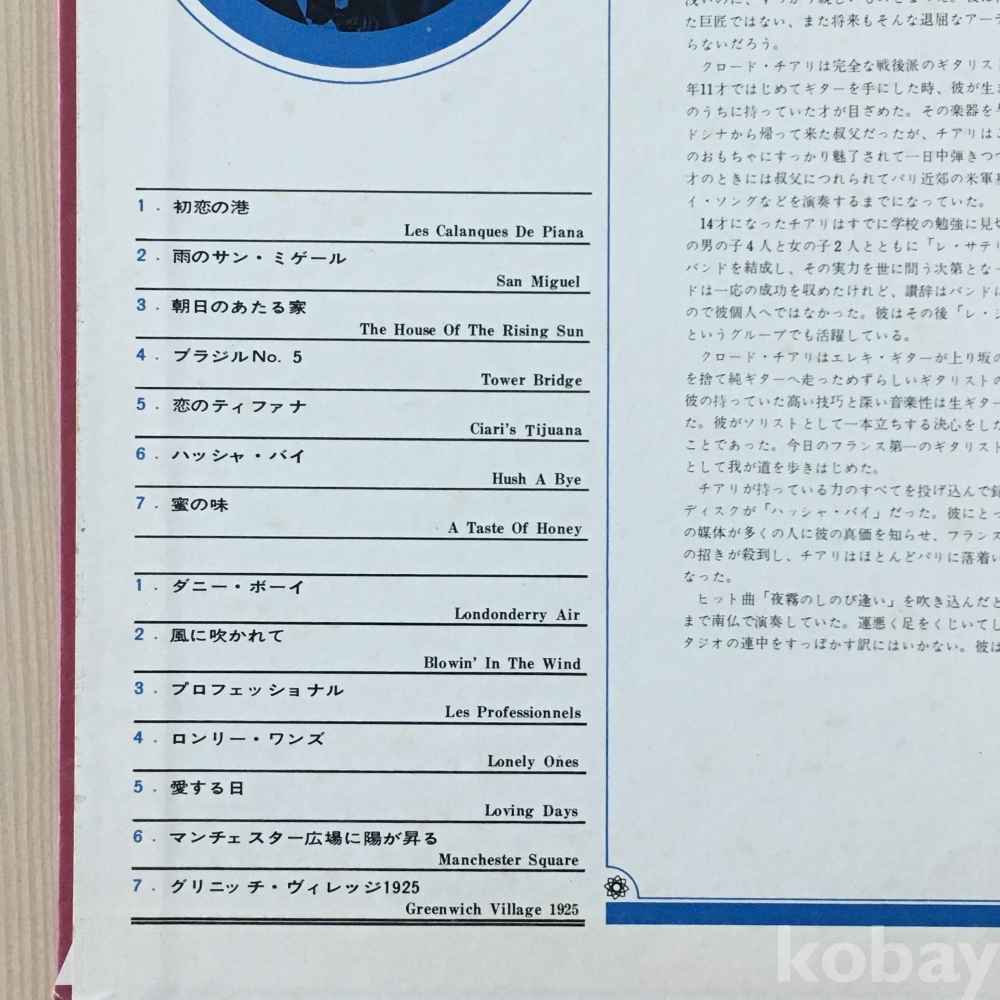 1. 初恋の港
Les Calanques De Piana
2. 雨のサン・ミゲール
San Miguel
3. 朝日のあたる家
The House Of The Rising Sun
4. ブラジルNo. 5
Tower Bridge
5. 恋のティファナ
Ciari's Tijuana
6. ハッシャ・バイ
Hush A Bye
7. 蜜の味
A Taste Of Honey
1. ダニー・ボーイ
Londonderry Air
2. 風に吹かれて
Blowin' In The Wind
3. プロフェッショナル
Les Professionnels
4. ロンリー・ワンズ
Lonely Ones
5. 愛する日
Loving Days
6. マンチェスター広場に陽が昇る
Manchester Square
7. グリニッチ・ヴィレッジ1925
Greenwich Village 1925
た巨匠ではない、また将来もそんな退屈なアー
らないだろう。
クロード・チアリは完全な戦後派のギタリス
年11才ではじめてギターを手にした時、彼が生
のうちに持っていた才が目ざめた。その楽器を
ドシナから帰って来た叔父だったが、チアリは
のおもちゃにすっかり魅了されて一日中弾きつ
才のときには叔父につれられてパリ近郊の米軍
イ・ソングなどを演奏するまでになっていた。
14才になったチアリはすでに学校の勉強に見
の男の子4人と女の子2人とともに「レ・サテリ
バンドを結成し、その実力を世に問う次第とな
ドは一応の成功を収めたけれど、讃辞はバンドに
ので彼個人へではなかった。彼はその後「レ・
というグループでも活躍している。
クロード・チアリはエレキ・ギターが上り坂の
を捨て純ギターへ走っためずらしいギタリストの
彼の持っていた高い技巧と深い音楽性は生ギター
た。彼がソリストとして一本立ちする決心をした
ことであった。今日のフランス第一のギタリスト
として我が道を歩きはじめた。
チアリが持っている力のすべてを投げ込んで
ディスクが「ハッシャ・バイ」だった。彼にとっ
の媒体が多くの人に彼の真価を知らせ、フランス
の招きが殺到し、チアリはほとんどパリに落着い
なった。
ヒット曲「夜霧のしのび逢い」を吹き込んだと
まで南仏で演奏していた。運悪く足をくじいてし
タジオの連中をすっぽかす訳にはいかない。彼は
kobay